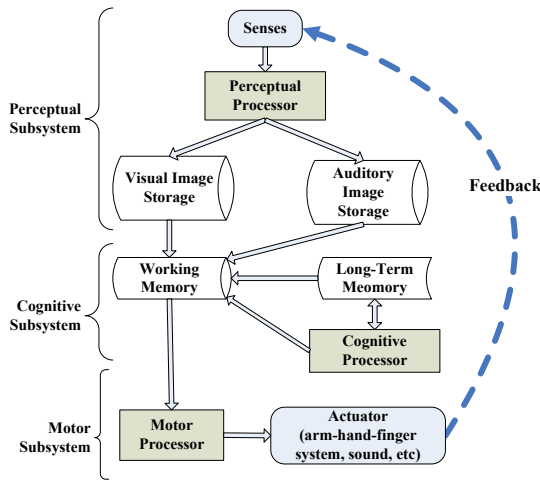 Senses
Perceptual
Processor
Perceptual
Subsystem
Visual Image
Storage
Auditory
Image
Storage
Feedback
Working
Memory
Long-Term
Meomory
Cognitive
Subsystem
Cognitive
Processor
Motor
Subsystem
Motor
Processor
Actuator
(arm-hand-finger
system, sound, etc)